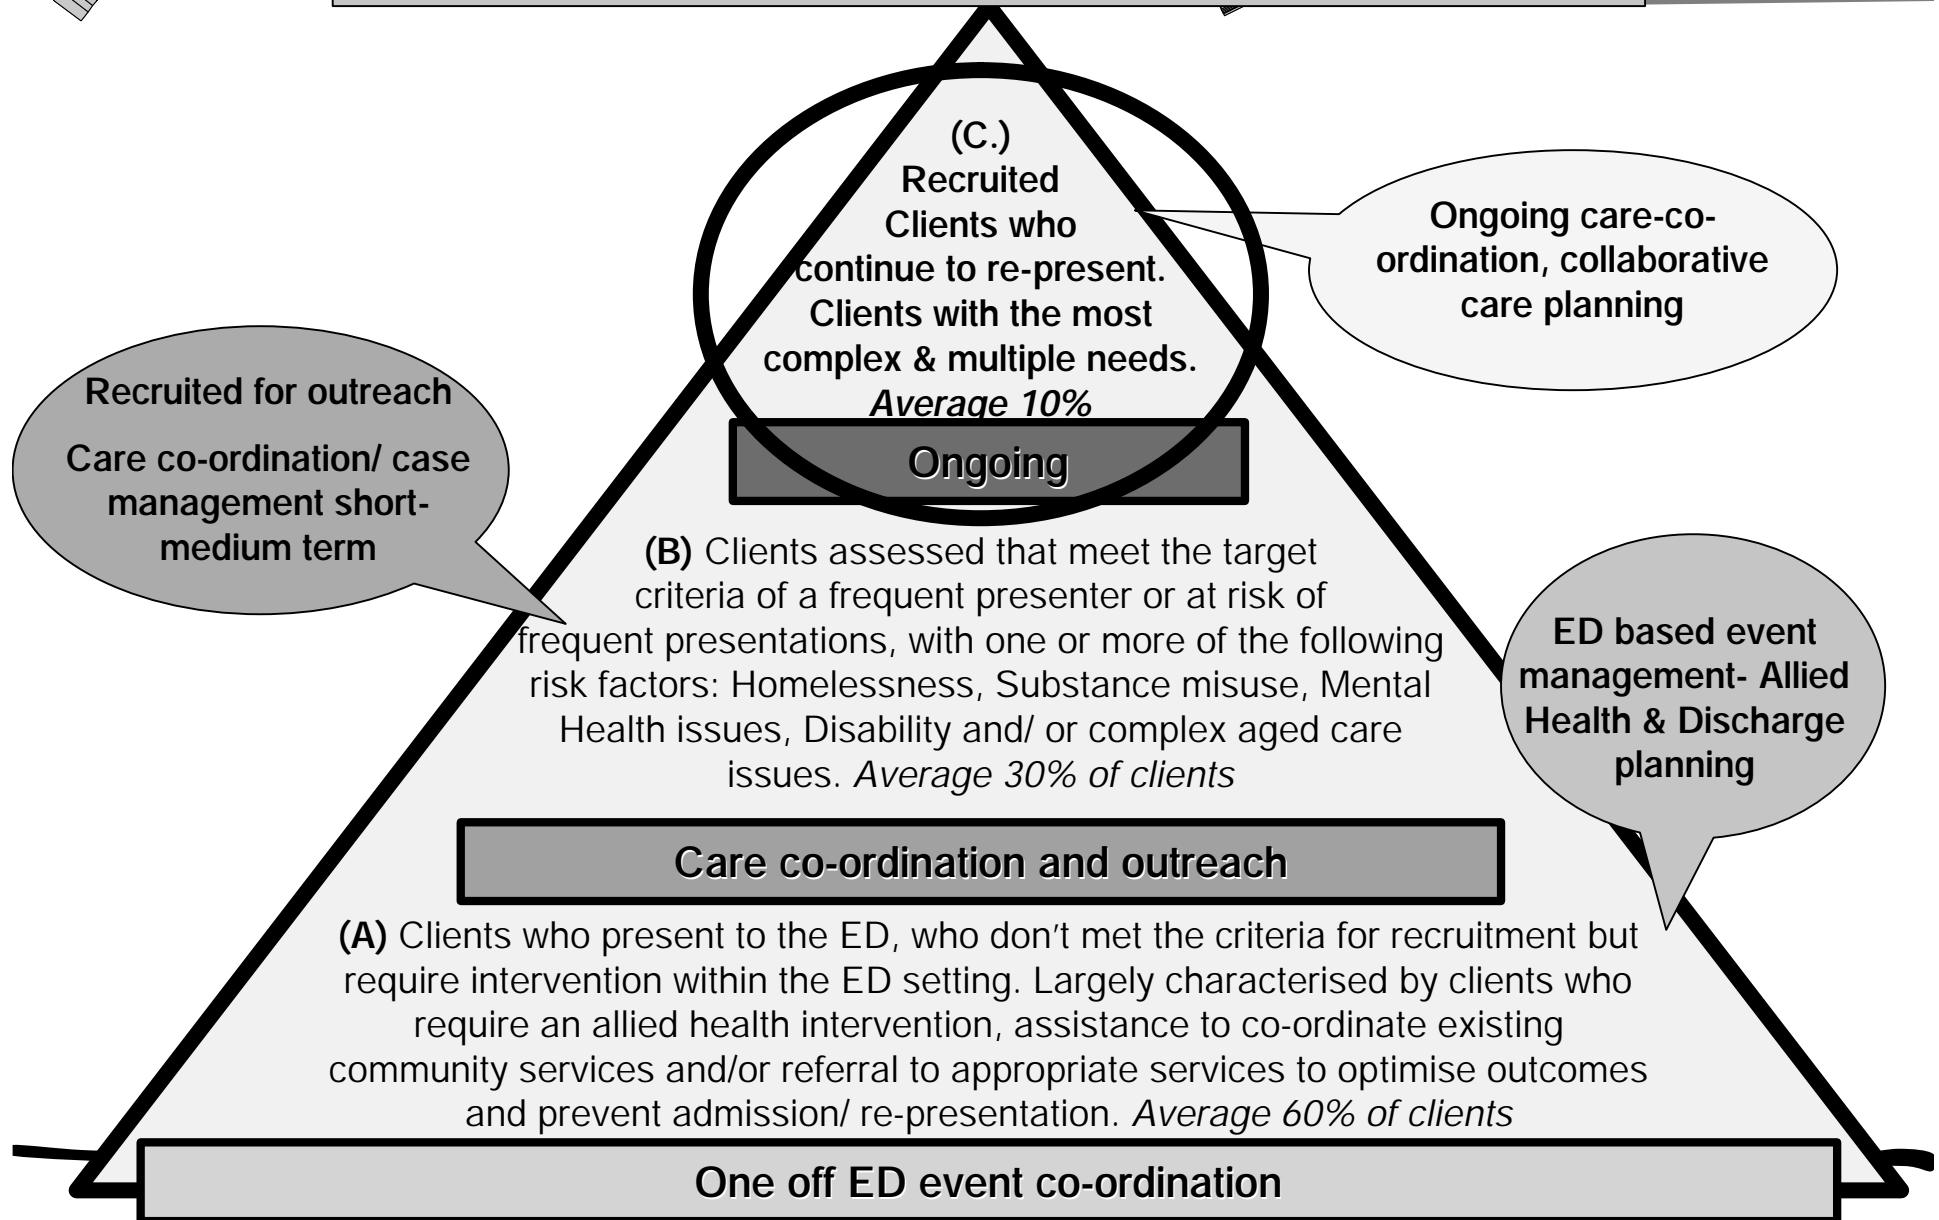 (C.)
Recruited
Clients who
continue to re-present.
Clients with the most
complex & multiple needs.
Average 10%
Ongoing
Ongoing care-co-
ordination, collaborative
care planning
Recruited for outreach
Care co-ordination/ case
management short-
medium term
(B) Clients assessed that meet the target
criteria of a frequent presenter or at risk of
frequent presentations, with one or more of the following
risk factors: Homelessness, Substance misuse, Mental
Health issues, Disability and/ or complex aged care
issues. Average 30% of clients
ED based event
management- Allied
Health & Discharge
planning
Care co-ordination and outreach
(A) Clients who present to the ED, who don't met the criteria for recruitment but
require intervention within the ED setting. Largely characterised by clients who
require an allied health intervention, assistance to co-ordinate existing
community services and/or referral to appropriate services to optimise outcomes
and prevent admission/ re-presentation. Average 60% of clients
One off ED event co-ordination